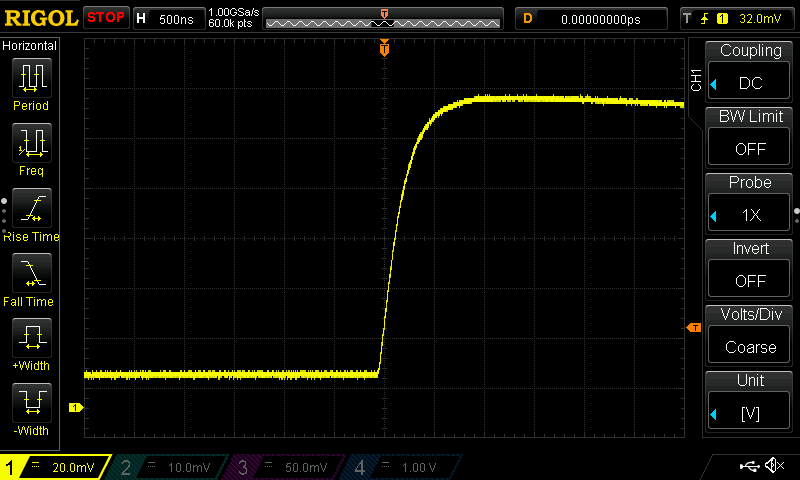 RIGOL STOP H 500ns 1.00GSa/s 60.0k pts T D 0.00000000ps T 1 32.0mV
Horizontal
Period
Freq
Rise Time
Fall Time
+Width
-Width
T
1
T
CH1
Coupling
DC
BW Limit
OFF
Probe
1X
Invert
OFF
Volts/Div
Coarse
Unit
[V]
1 20.0mV 2 10.0mV 3 50.0mV 4 1.00 V